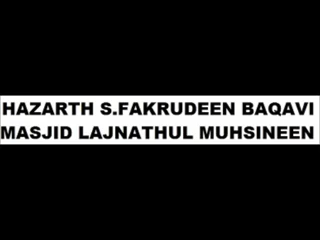 HAZARTH S.FAKRUDEEN BAQAVI
MASJID LAJNATHUL MUHSINEEN